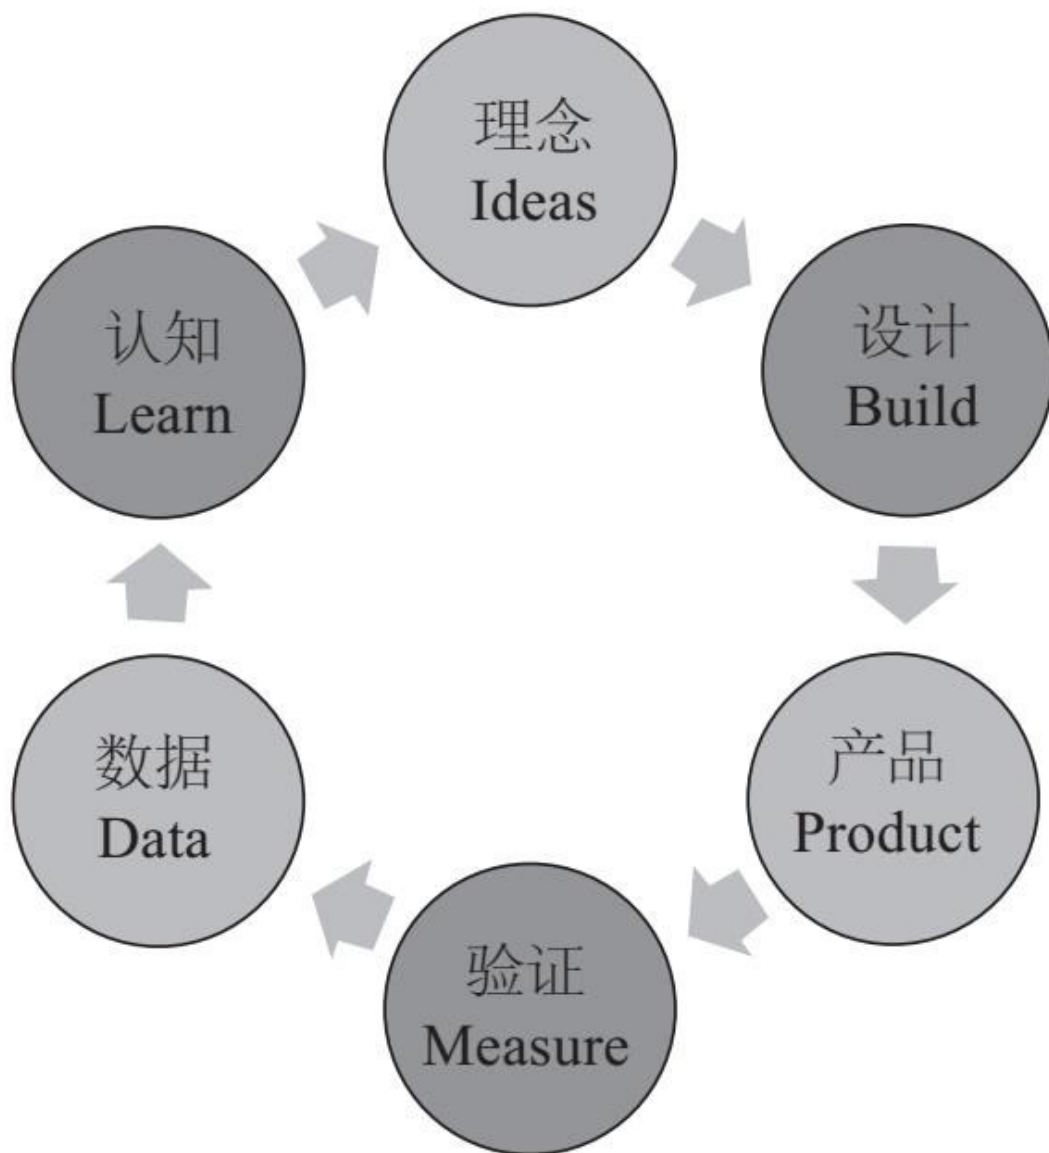 理念
Ideas
设计
Build
产品
Product
验证
Measure
数据
Data
认知
Learn